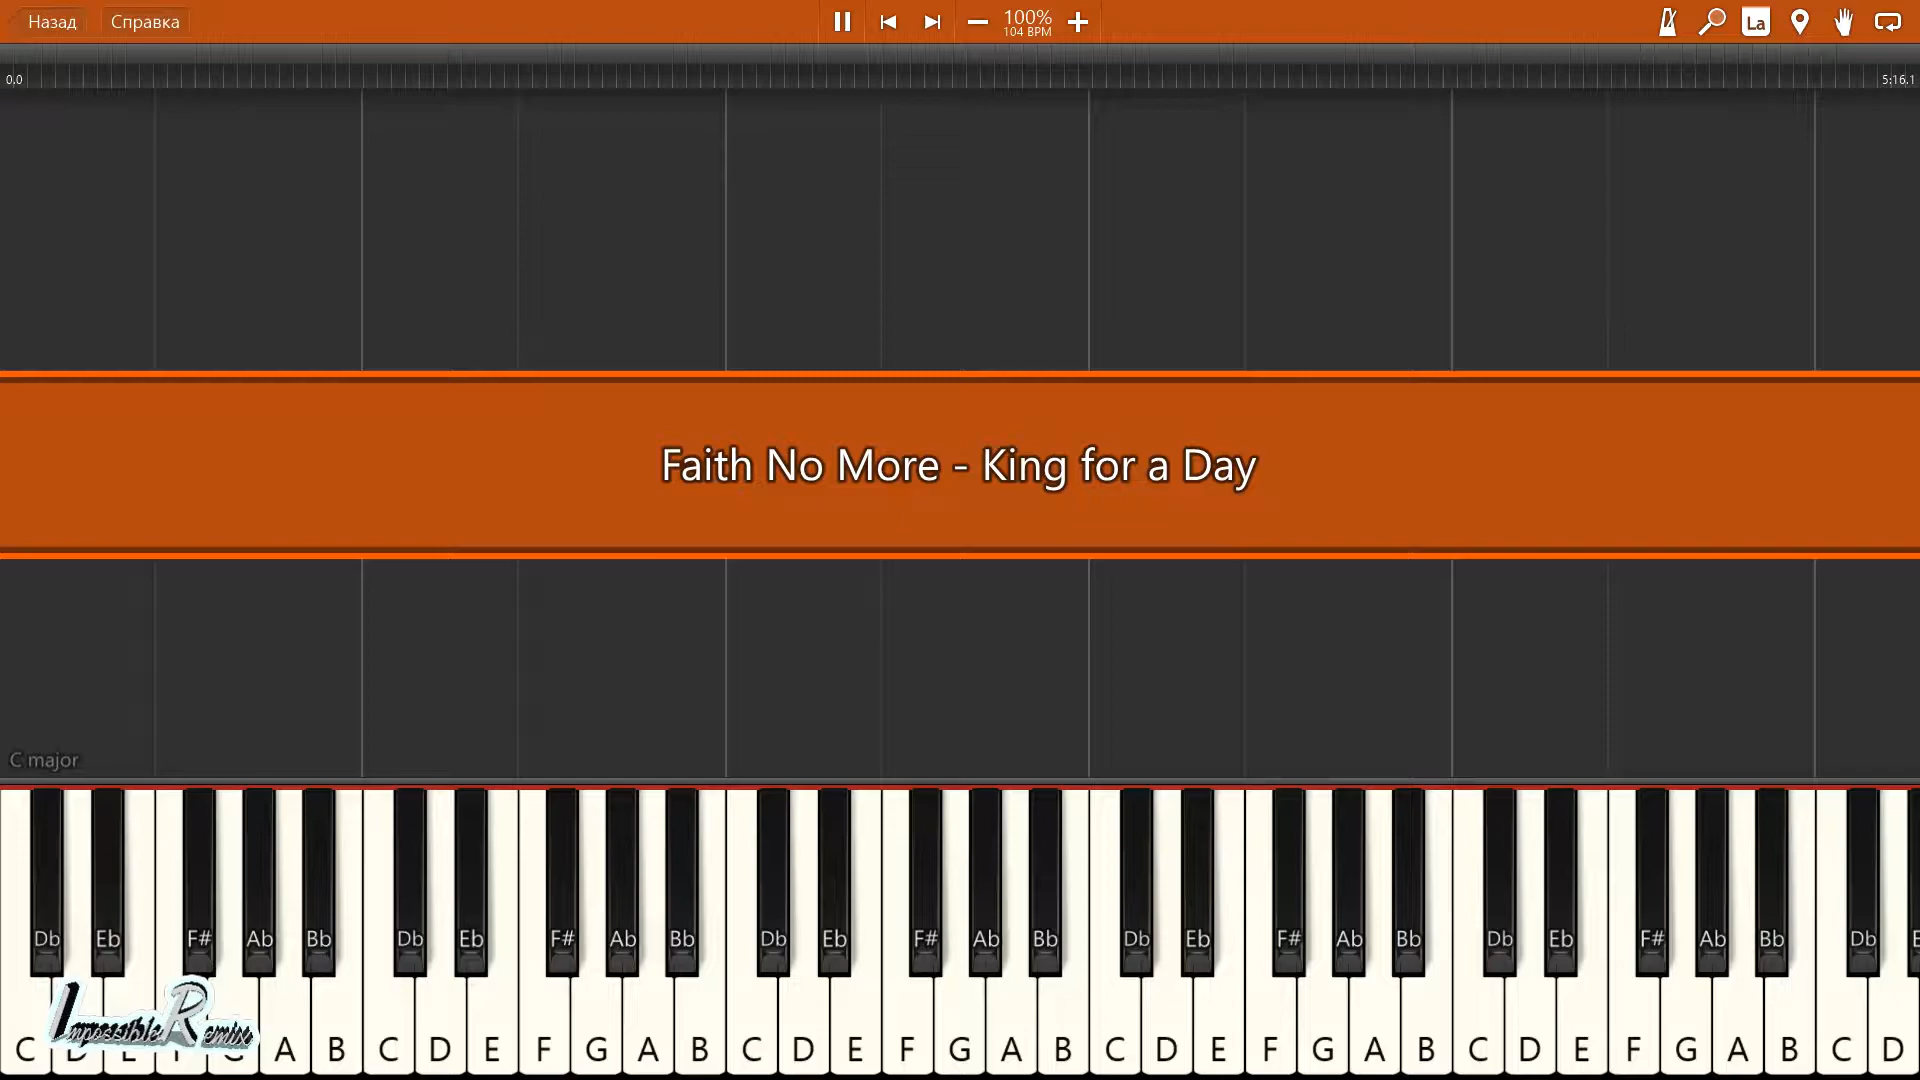 Назад Справка 100% La
104 BPM
0.0 5;16.1
Faith No More - King for a Day
C major
Db Eb F# Ab Bb Db Eb F# Ab Bb Db Eb F# Ab Bb Db Eb F# Ab Bb Db Eb F# Ab Bb Db E
Impossible Remix
C D E F G A B C D E F G A B C D E F G A B C D E F G A B C D E F G A B C D